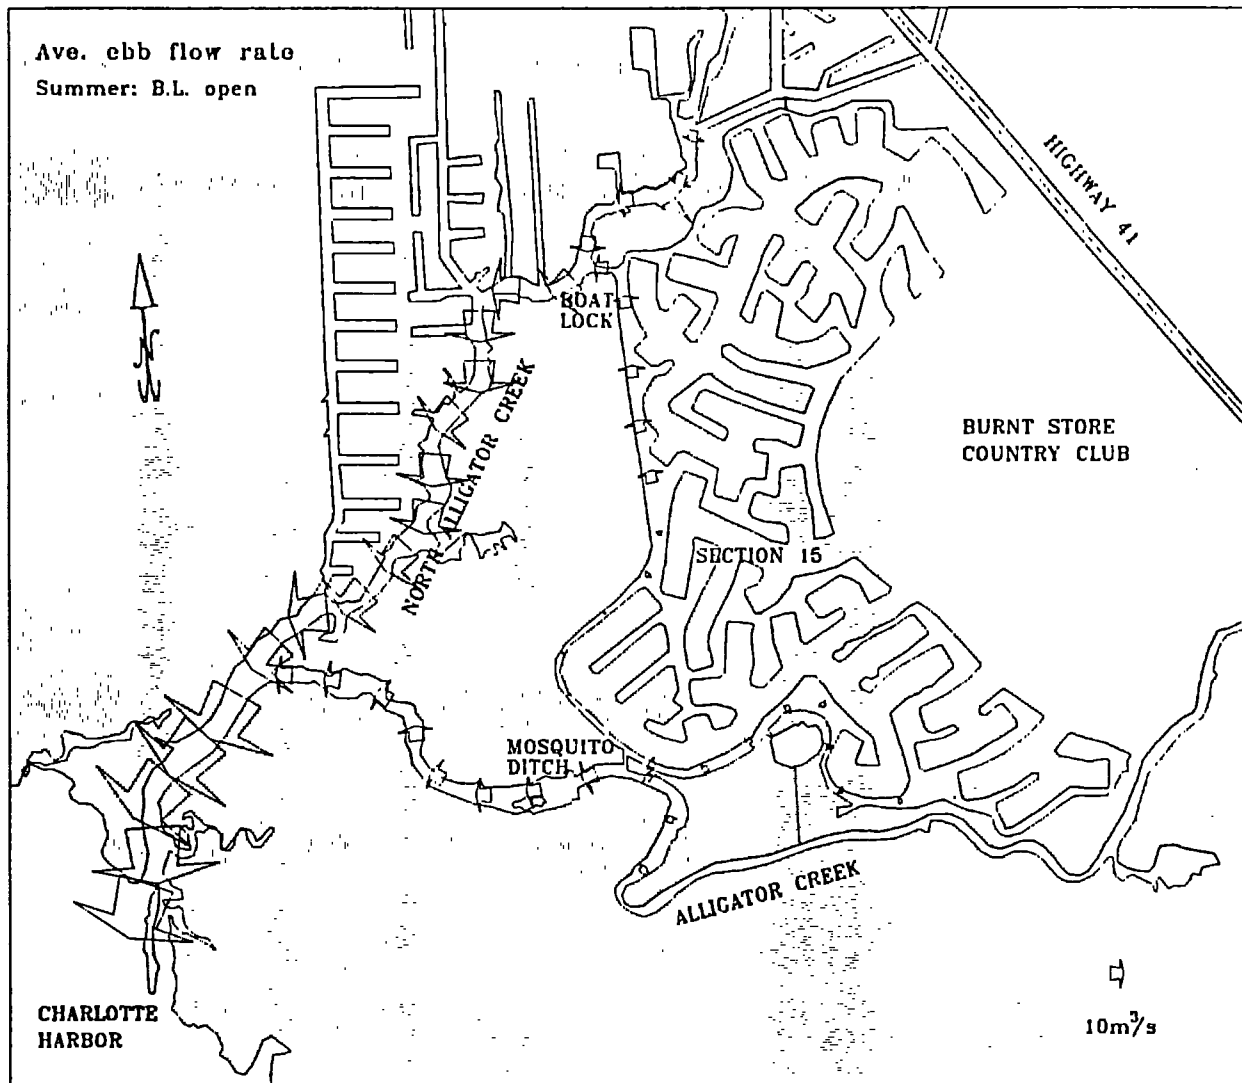 Ave. ebb flow rate
Summer: B.L. open
HIGHWAY 41
N
BOAT
LOCK
NORTH ALLIGATOR CREEK
BURNT STORE
COUNTRY CLUB
SECTION 15
MOSQUITO
DITCH
ALLIGATOR CREEK
CHARLOTTE
HARBOR
10m³/s